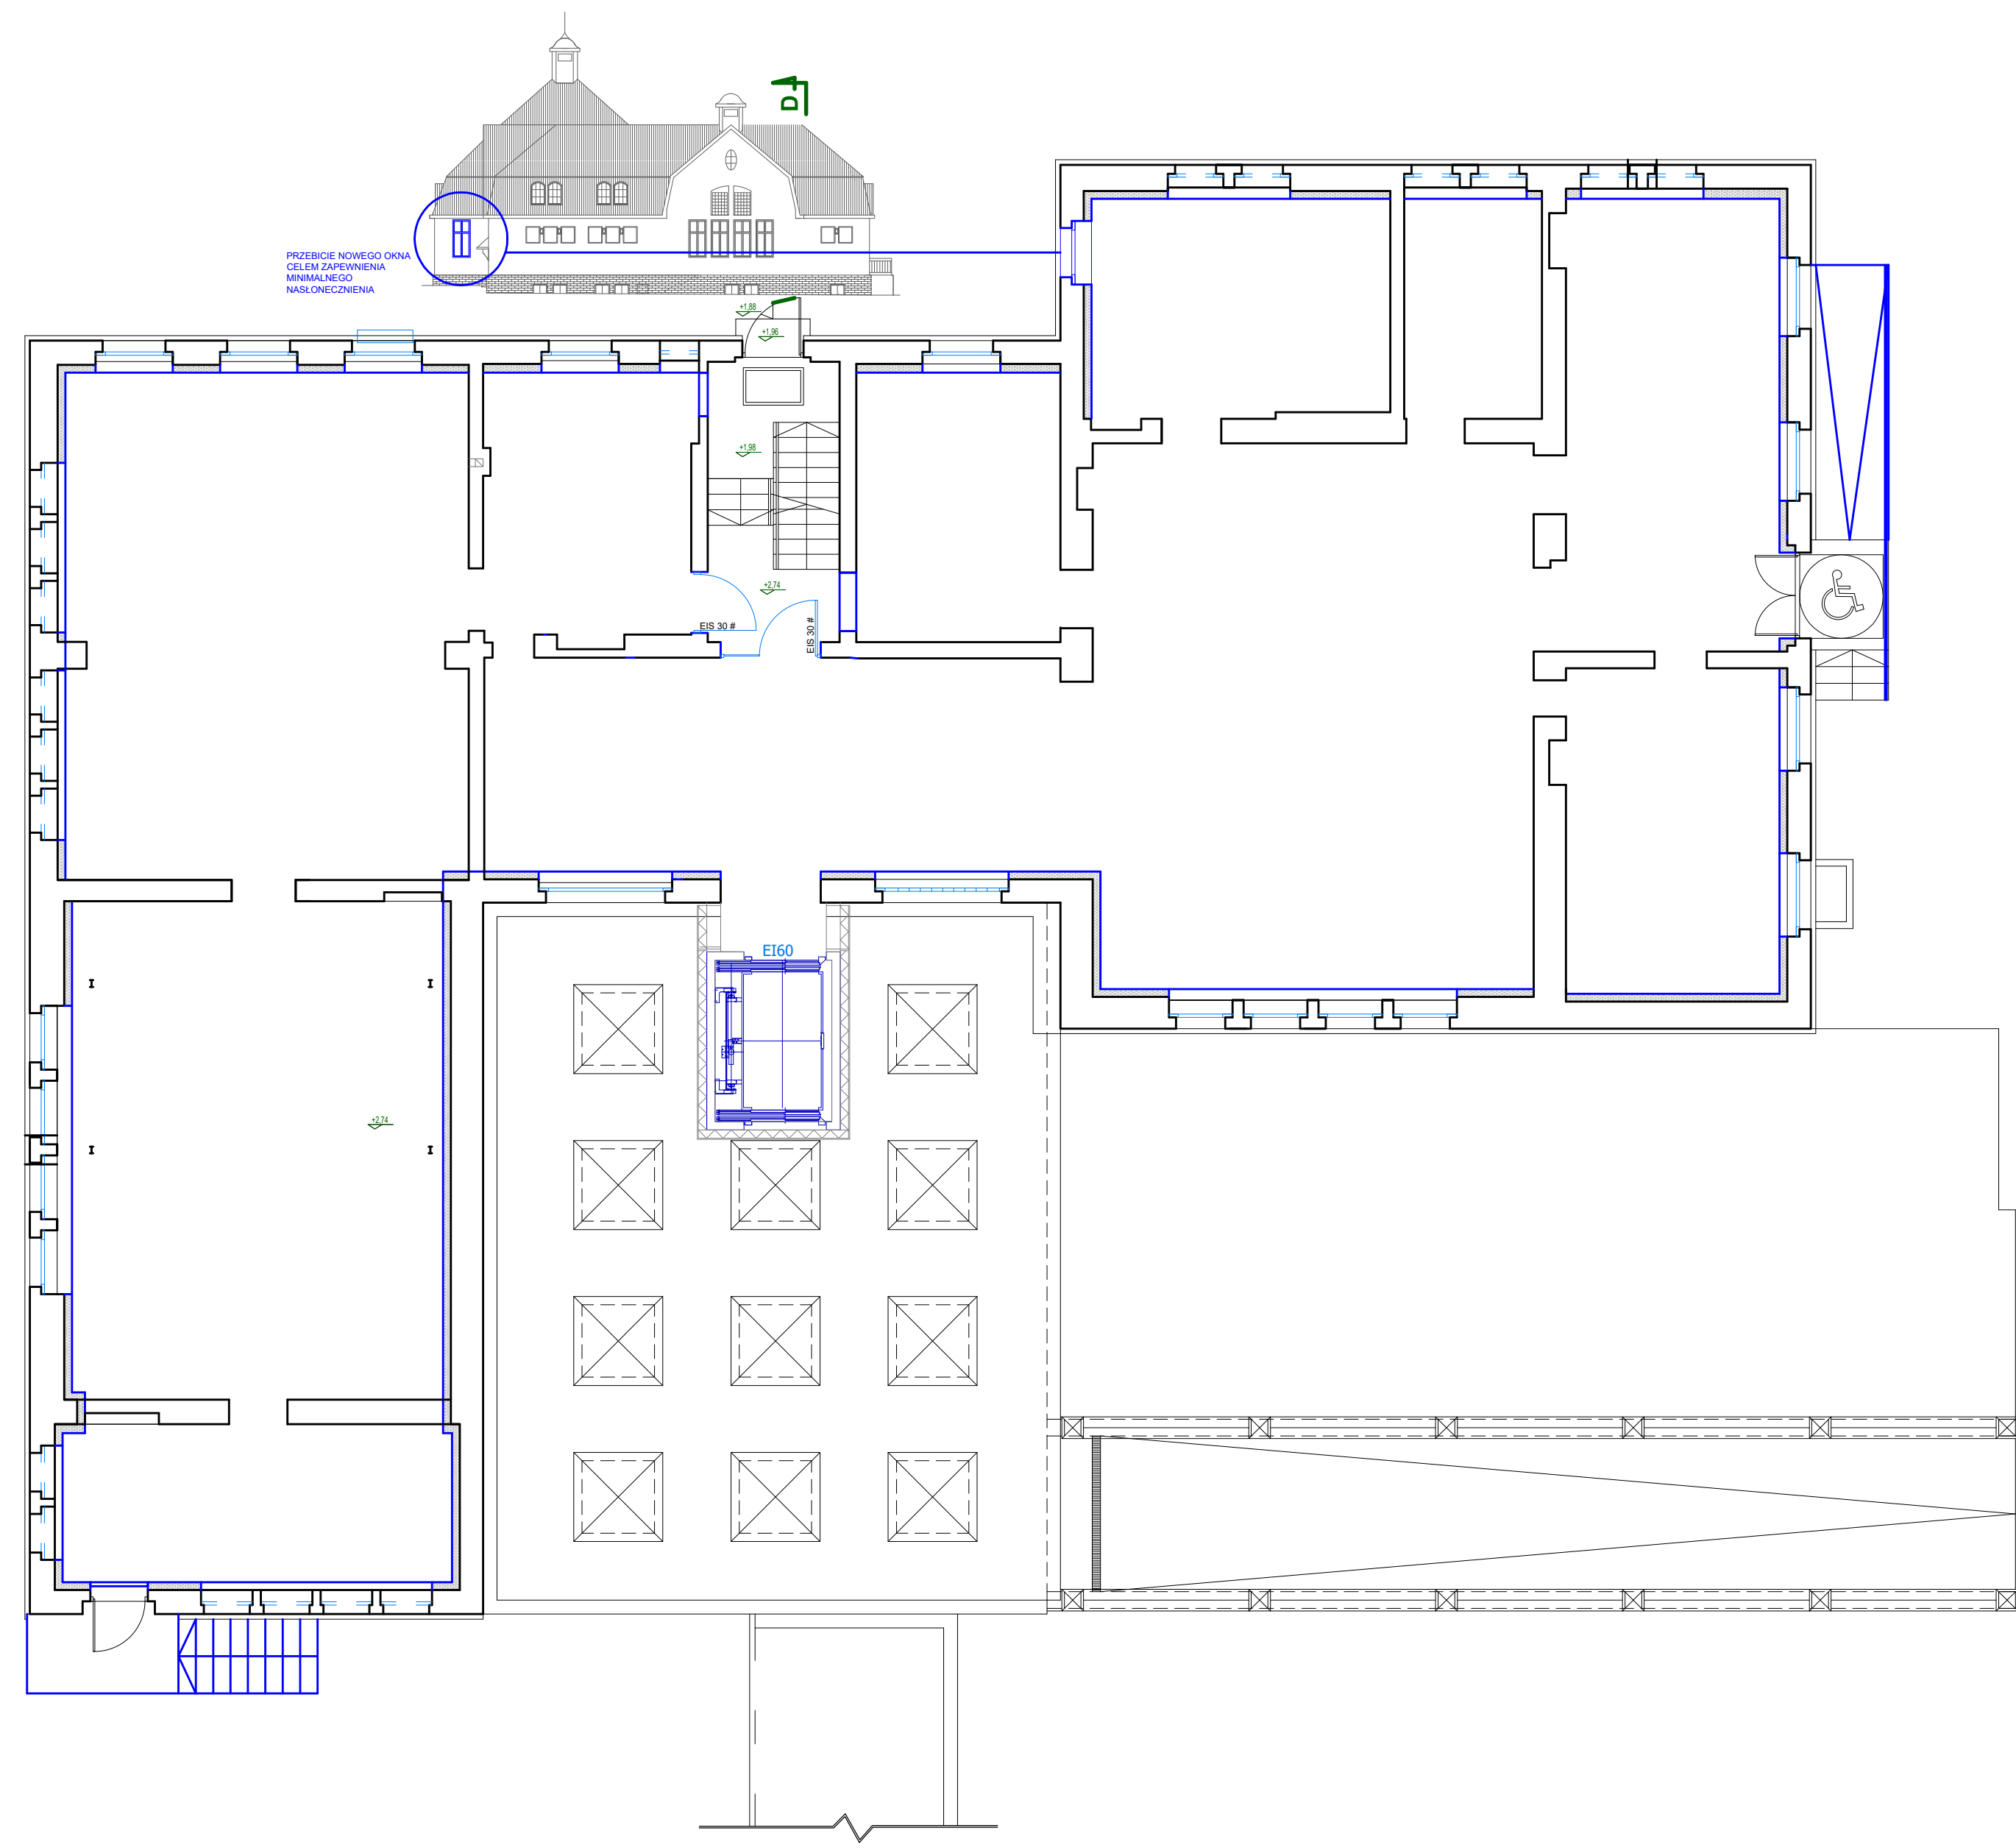 D
PRZEBICIE NOWEGO OKNA
CELEM ZAPEWNIENIA
MINIMALNEGO
NASŁONECZNIENIA
+1,88
+1,96
+1,98
+2,74
EIS 30 #
EIS 30 #
EI60
+2,74